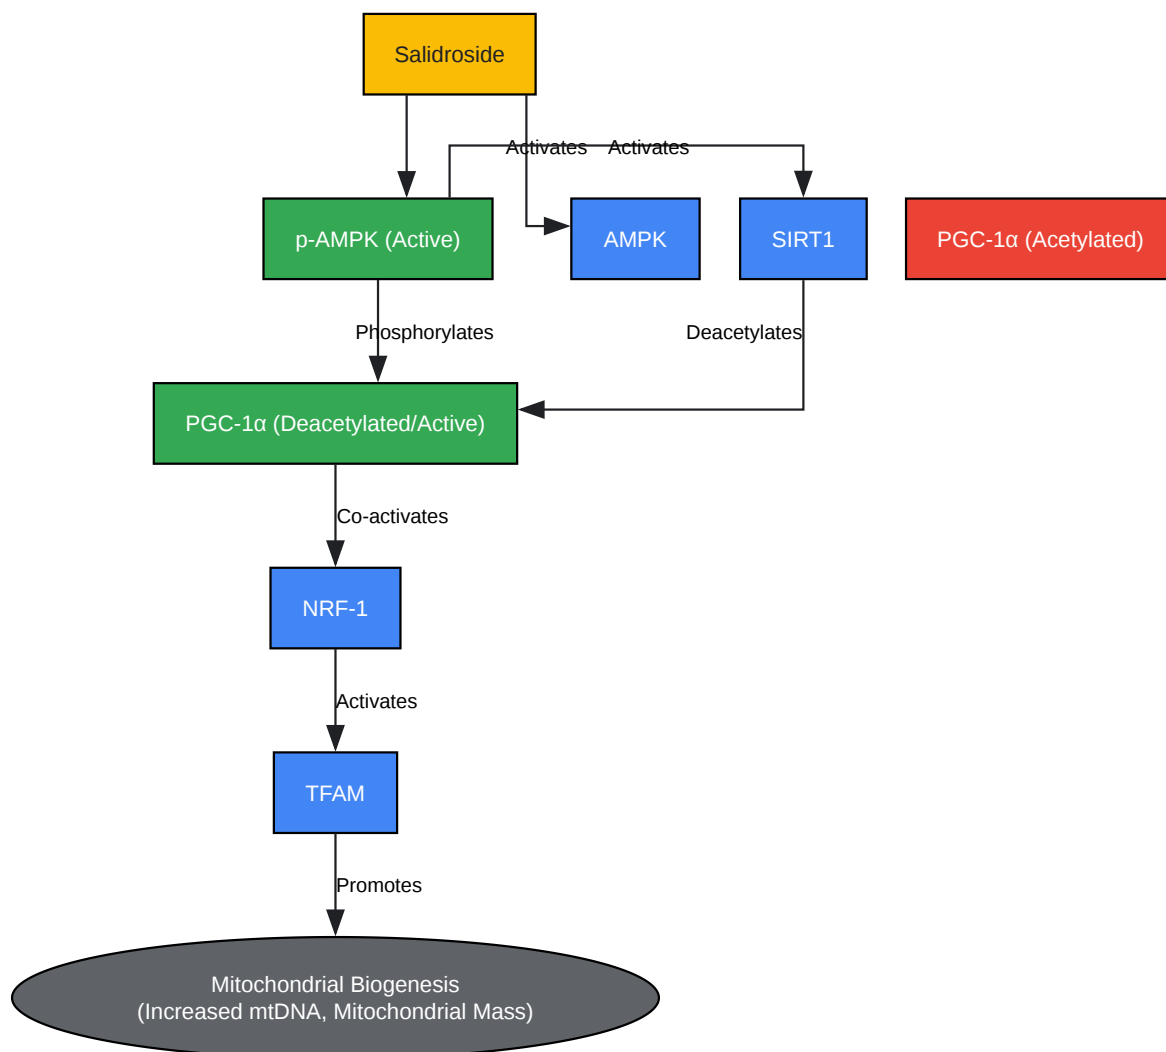 Salidroside
Activates
Activates
p-AMPK (Active)
AMPK
SIRT1
PGC-1α (Acetylated)
Phosphorylates
Deacetylates
PGC-1α (Deacetylated/Active)
Co-activates
NRF-1
Activates
TFAM
Promotes
Mitochondrial Biogenesis
(Increased mtDNA, Mitochondrial Mass)